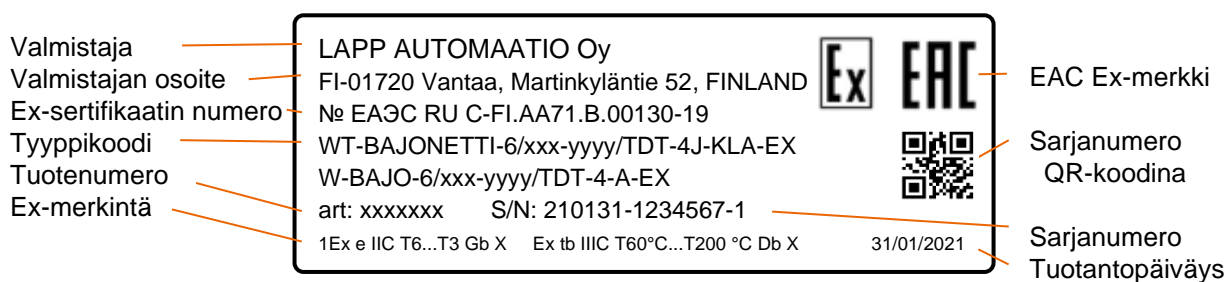 Valmistaja
Valmistajan osoite
Ex-sertifikaatin numero
Tyyppikoodi
Tuotenumero
Ex-merkintä
LAPP AUTOMAATIO Oy
FI-01720 Vantaa, Martinkyläntie 52, FINLAND
№ ЕАЭС RU C-FI.AA71.B.00130-19
WT-BAJONETTI-6/xxx-yyyy/TDT-4J-KLA-EX
W-BAJO-6/xxx-yyyy/TDT-4-A-EX
art: xxxxxxx S/N: 210131-1234567-1
1Ex e IIC T6...T3 Gb X Ex tb IIIC T60°C...T200 °C Db X 31/01/2021
Ex EAC
EAC Ex-merkki
Sarjanumero
QR-koodina
Sarjanumero
Tuotantopäiväys